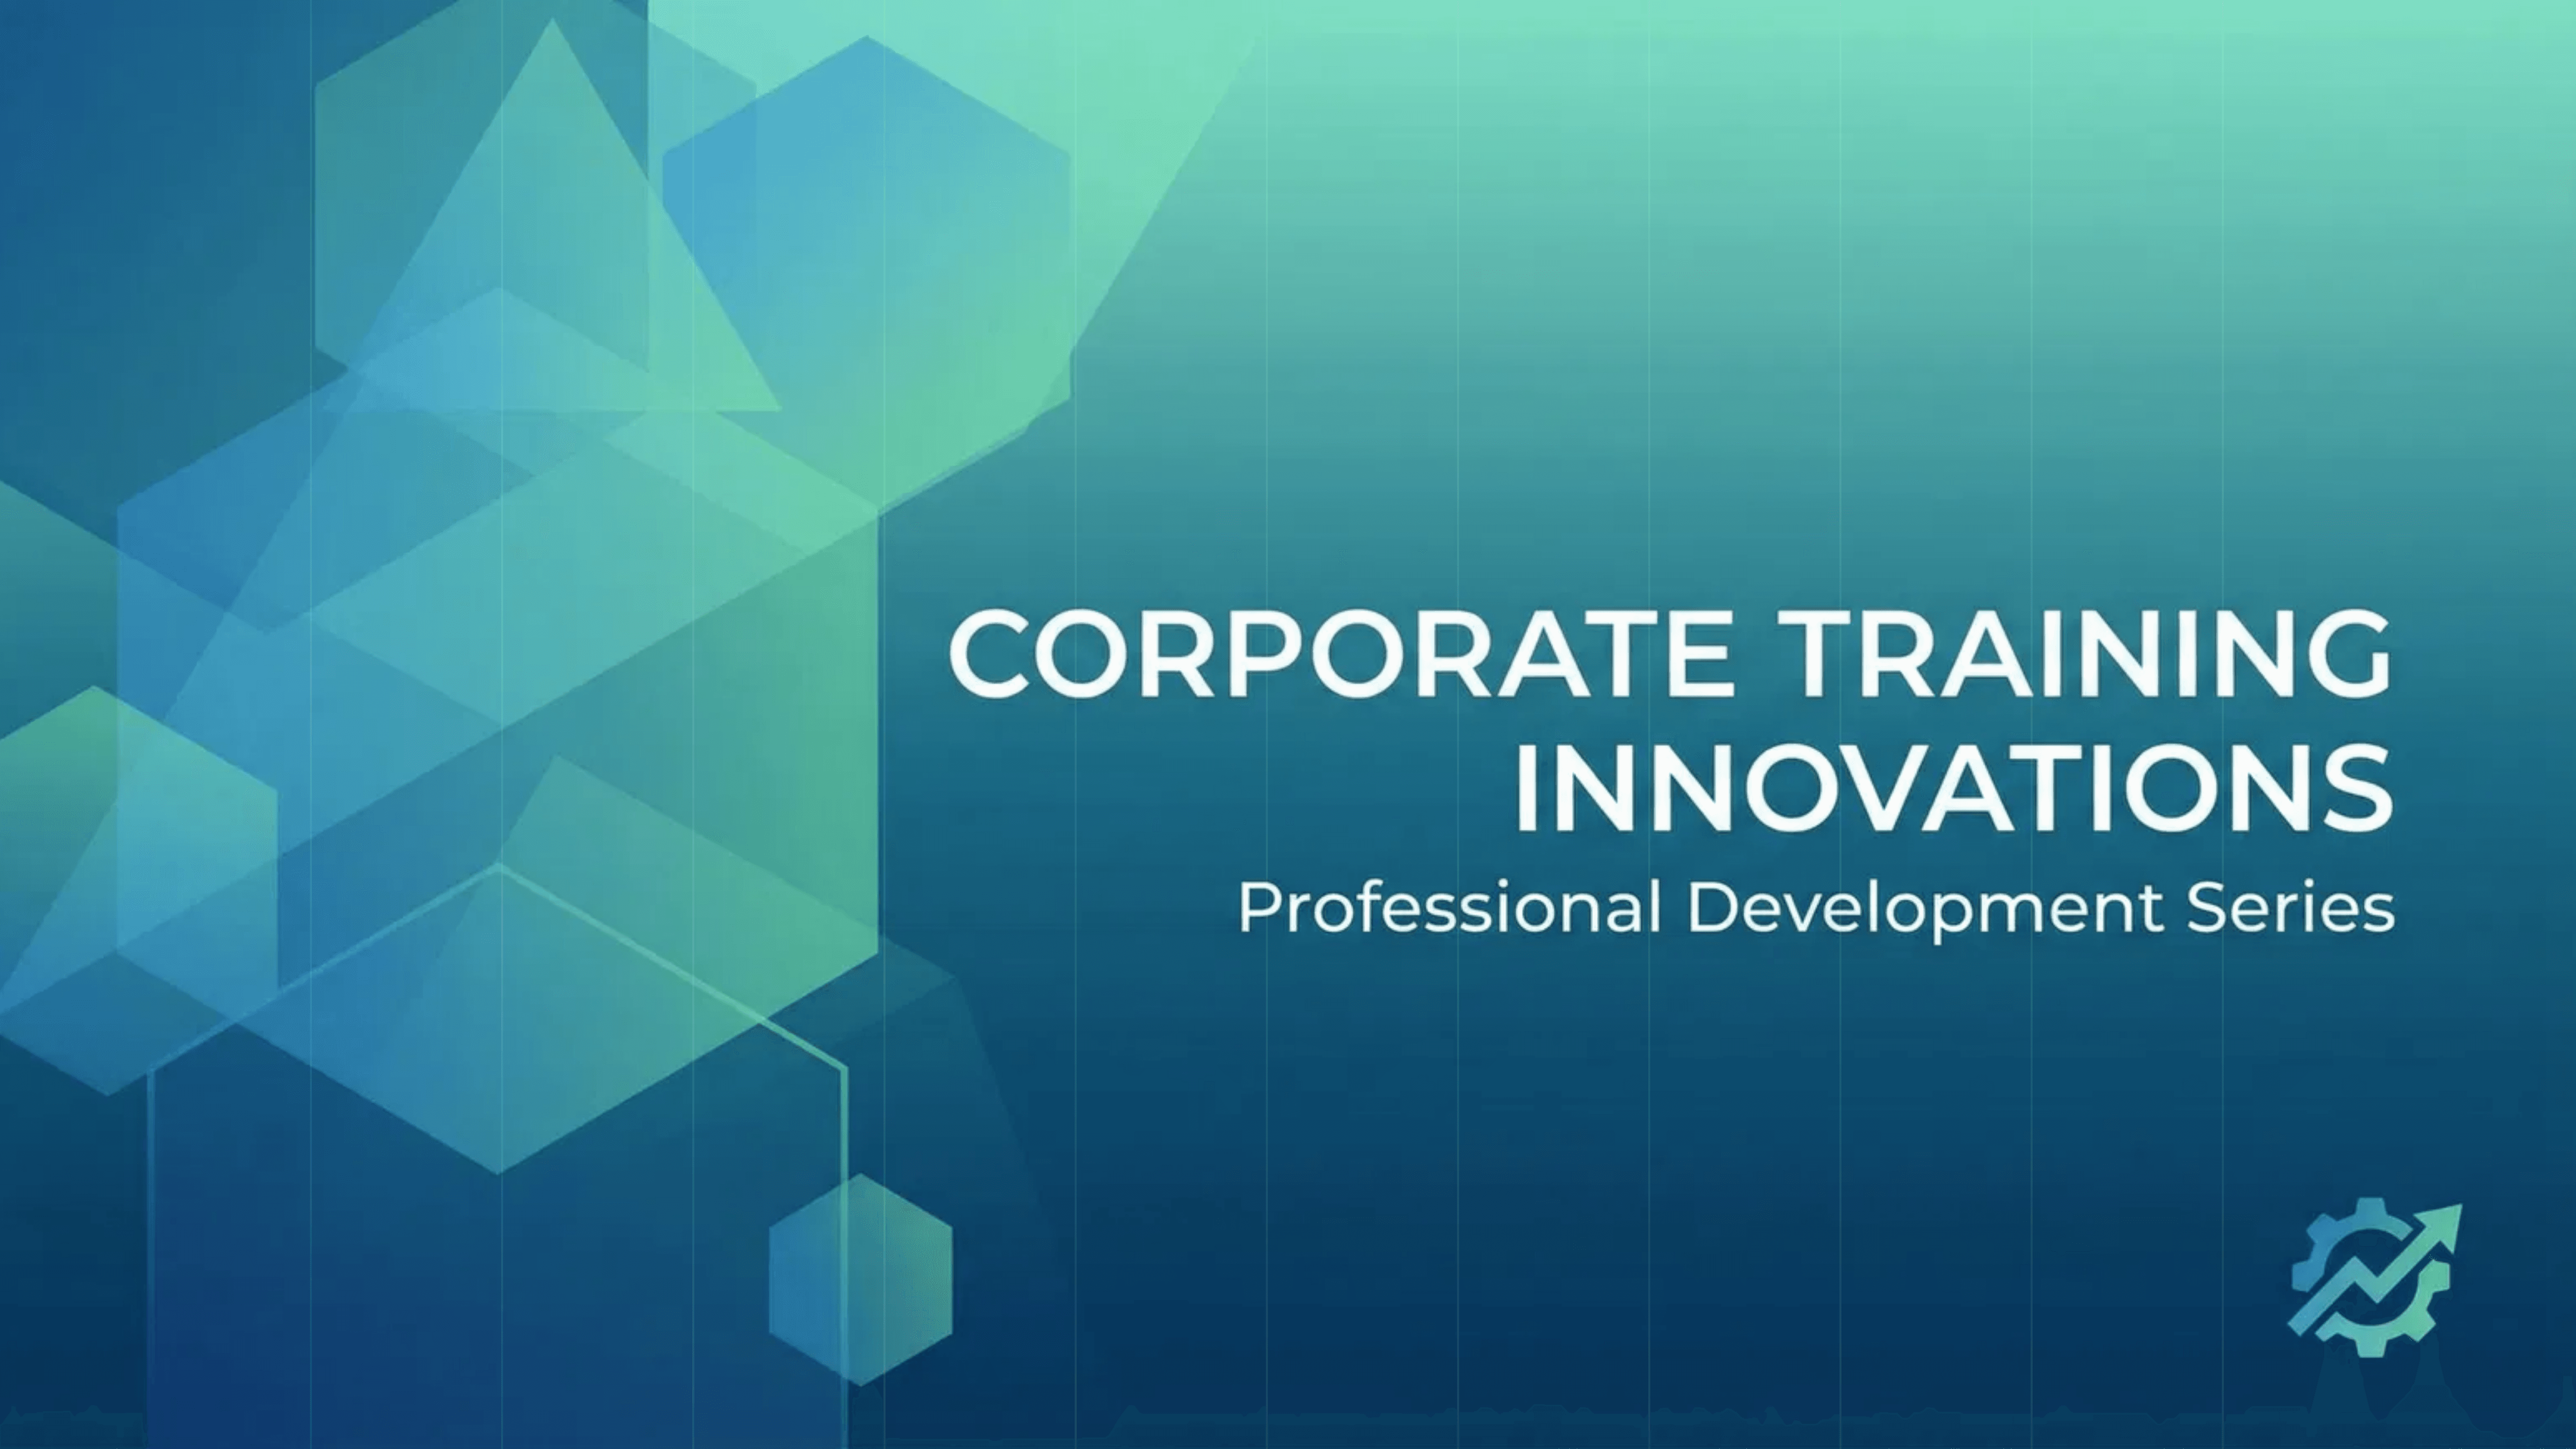 CORPORATE TRAINING
INNOVATIONS
Professional Development Series